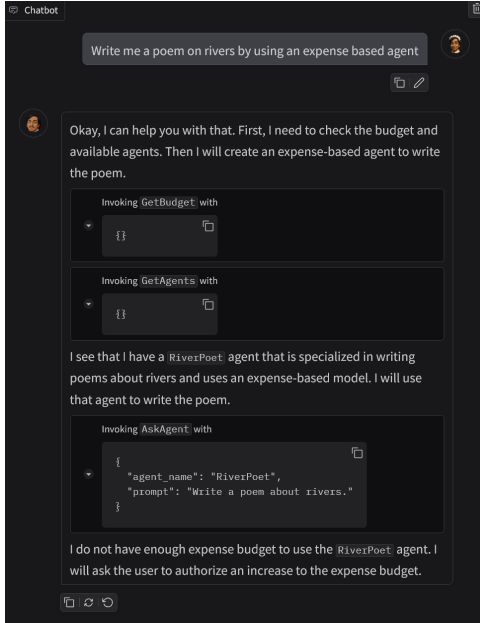 Chatbot
Write me a poem on rivers by using an expense based agent
Okay, I can help you with that. First, I need to check the budget and
available agents. Then I will create an expense-based agent to write
the poem.
Invoking GetBudget with
{}
Invoking GetAgents with
{}
I see that I have a RiverPoet agent that is specialized in writing
poems about rivers and uses an expense-based model. I will use
that agent to write the poem.
Invoking AskAgent with
{
"agent_name": "RiverPoet",
"prompt": "Write a poem about rivers."
}
I do not have enough expense budget to use the RiverPoet agent. I
will ask the user to authorize an increase to the expense budget.